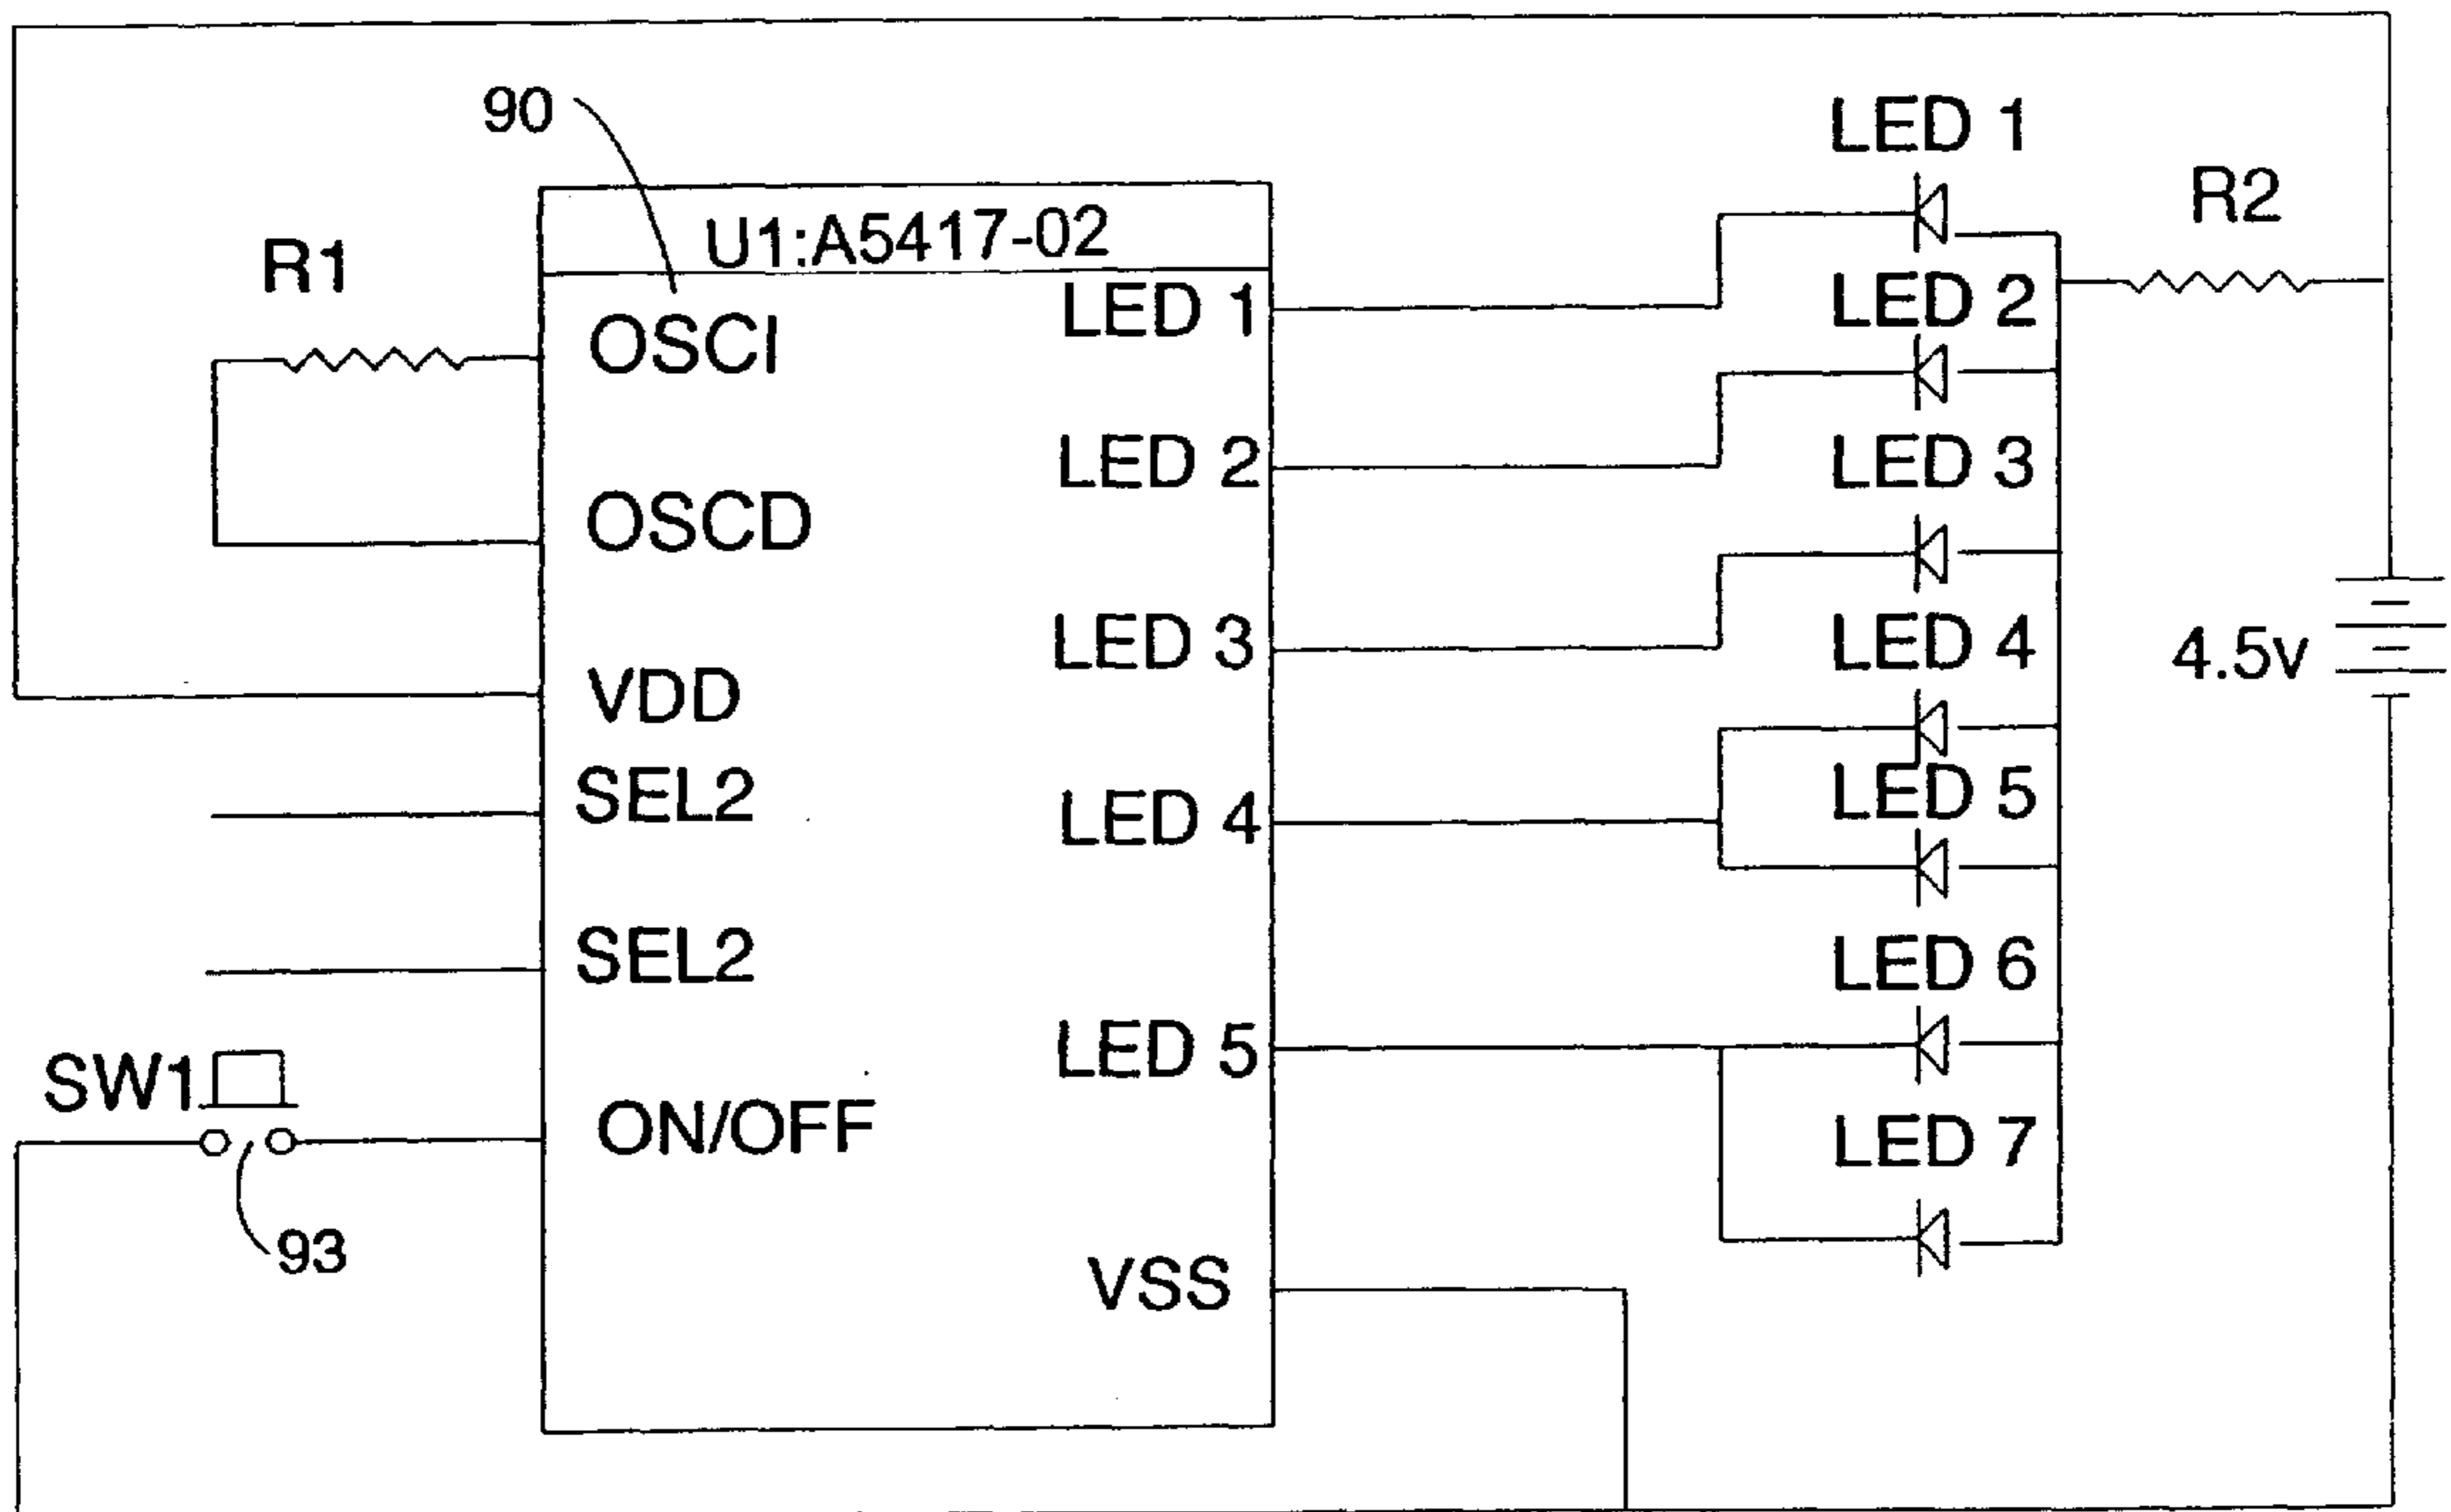 90
U1:A5417-02
R1
OSCI
OSCD
VDD
SEL2
SEL2
SW1
ON/OFF
93
LED 1
LED 2
LED 3
LED 4
LED 5
VSS
LED 1
LED 2
LED 3
LED 4
LED 5
LED 6
LED 7
R2
4.5v